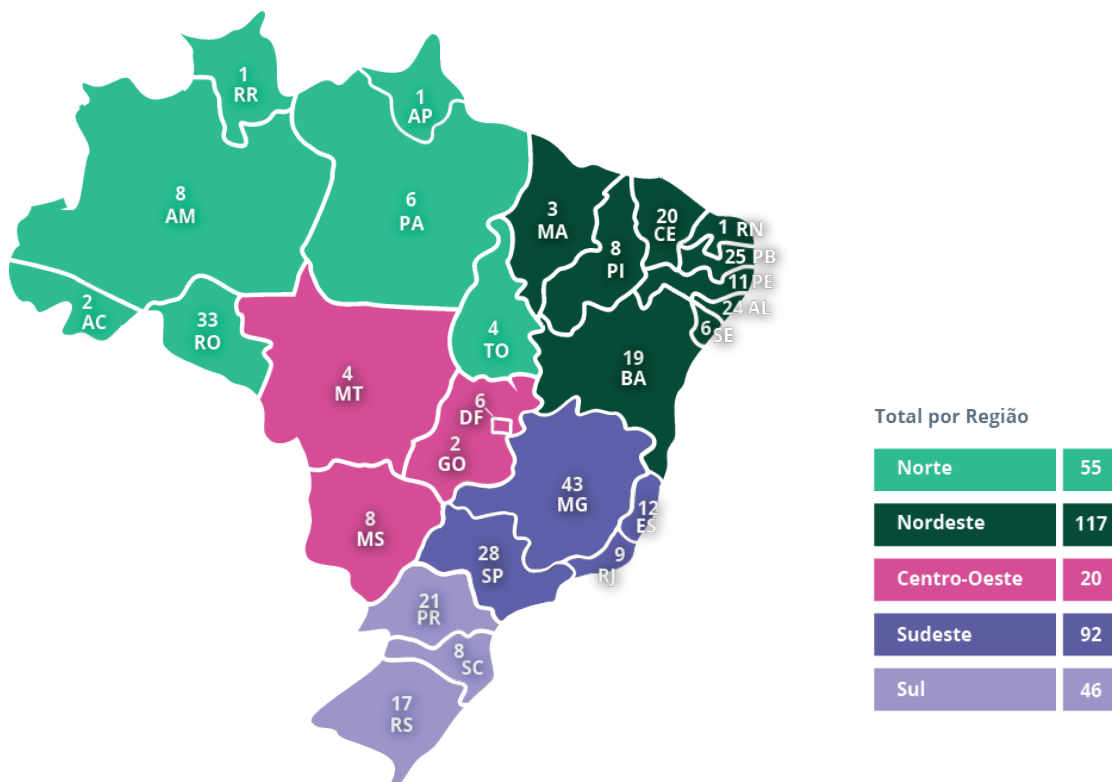 1
RR
1
AP
8
AM
6
PA
3
MA
20
CE
1 RN
8
PI
25 PB
11 PE
24 AL
6 SE
2
AC
33
RO
4
TO
19
BA
4
MT
6
DF
2
GO
43
MG
12
ES
8
MS
28
SP
9
RJ
21
PR
8
SC
17
RS
Total por Região
Norte 55
Nordeste 117
Centro-Oeste 20
Sudeste 92
Sul 46